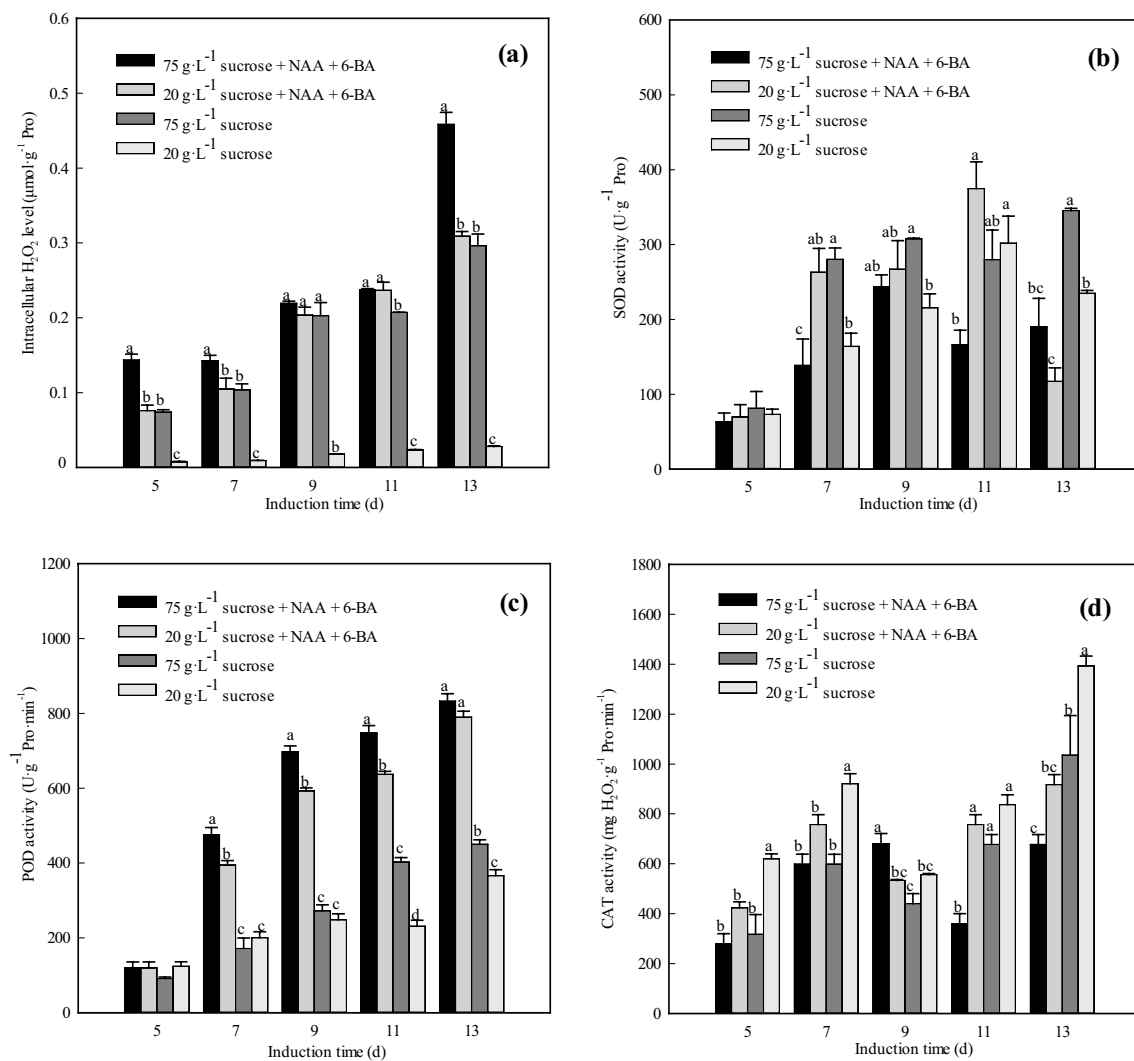 (a)
75 g·L⁻¹ sucrose + NAA + 6-BA
20 g·L⁻¹ sucrose + NAA + 6-BA
75 g·L⁻¹ sucrose
20 g·L⁻¹ sucrose
Intracellular H₂O₂ level (μmol·g⁻¹ Pro)
0.6
0.5
0.4
0.3
0.2
0.1
0
a b b c
a b b c
a a a b
a a b c
a b b c
5 7 9 11 13
Induction time (d)
(b)
75 g·L⁻¹ sucrose + NAA + 6-BA
20 g·L⁻¹ sucrose + NAA + 6-BA
75 g·L⁻¹ sucrose
20 g·L⁻¹ sucrose
SOD activity (U·g⁻¹ Pro)
600
500
400
300
200
100
0
c ab a b
ab ab a b
b a ab a
bc c a b
5 7 9 11 13
Induction time (d)
(c)
75 g·L⁻¹ sucrose + NAA + 6-BA
20 g·L⁻¹ sucrose + NAA + 6-BA
75 g·L⁻¹ sucrose
20 g·L⁻¹ sucrose
POD activity (U·g⁻¹ Pro·min⁻¹)
1200
1000
800
600
400
200
0
a b c c
a b c c
a b c d
a a b c
5 7 9 11 13
Induction time (d)
(d)
75 g·L⁻¹ sucrose + NAA + 6-BA
20 g·L⁻¹ sucrose + NAA + 6-BA
75 g·L⁻¹ sucrose
20 g·L⁻¹ sucrose
CAT activity (mg H₂O₂·g⁻¹ Pro·min⁻¹)
1800
1600
1400
1200
1000
800
600
400
200
0
b b b a
b b b a
a bc c bc
b a a a
c bc b a
5 7 9 11 13
Induction time (d)